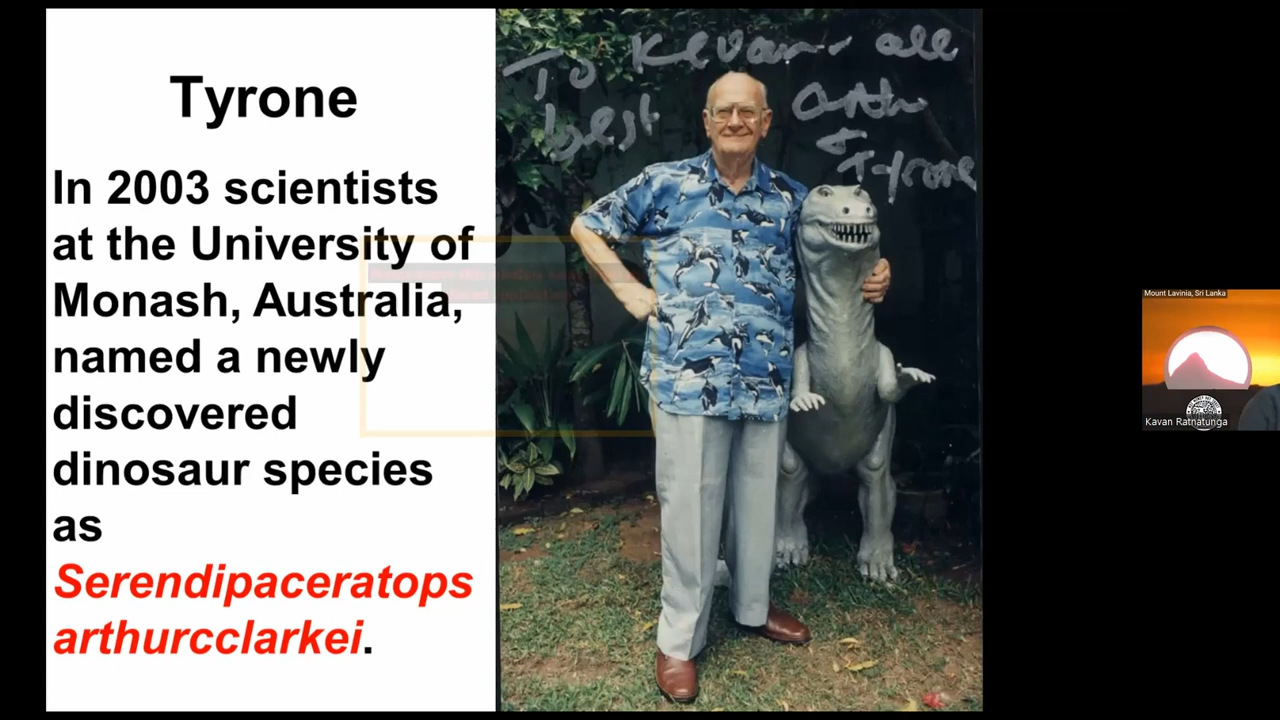 Tyrone
In 2003 scientists
at the University of
Monash, Australia,
named a newly
discovered
dinosaur species
as
Serendipaceratops
arthurcclarkei.
To Kevan -- all
best
Arth
+
Tyrone
Mount Lavinia, Sri Lanka
Kavan Ratnatunga